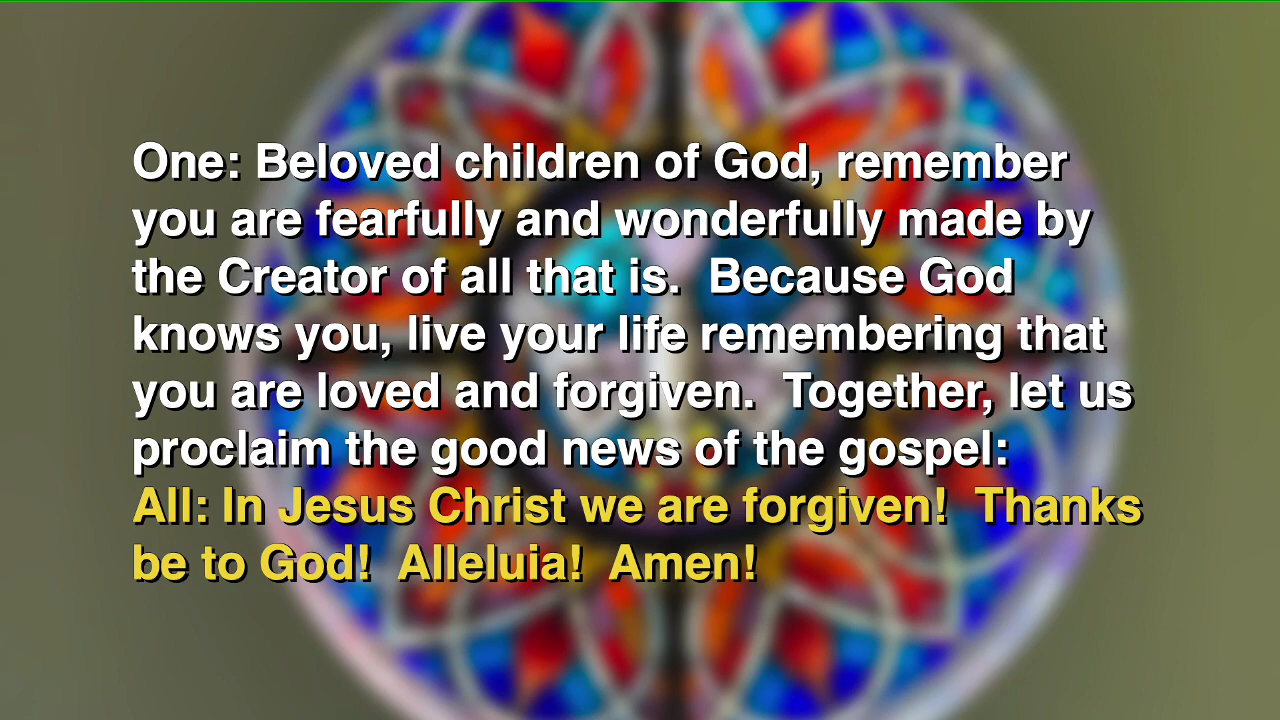 One: Beloved children of God, remember
you are fearfully and wonderfully made by
the Creator of all that is.  Because God
knows you, live your life remembering that
you are loved and forgiven.  Together, let us
proclaim the good news of the gospel:
All: In Jesus Christ we are forgiven!  Thanks
be to God!  Alleluia!  Amen!